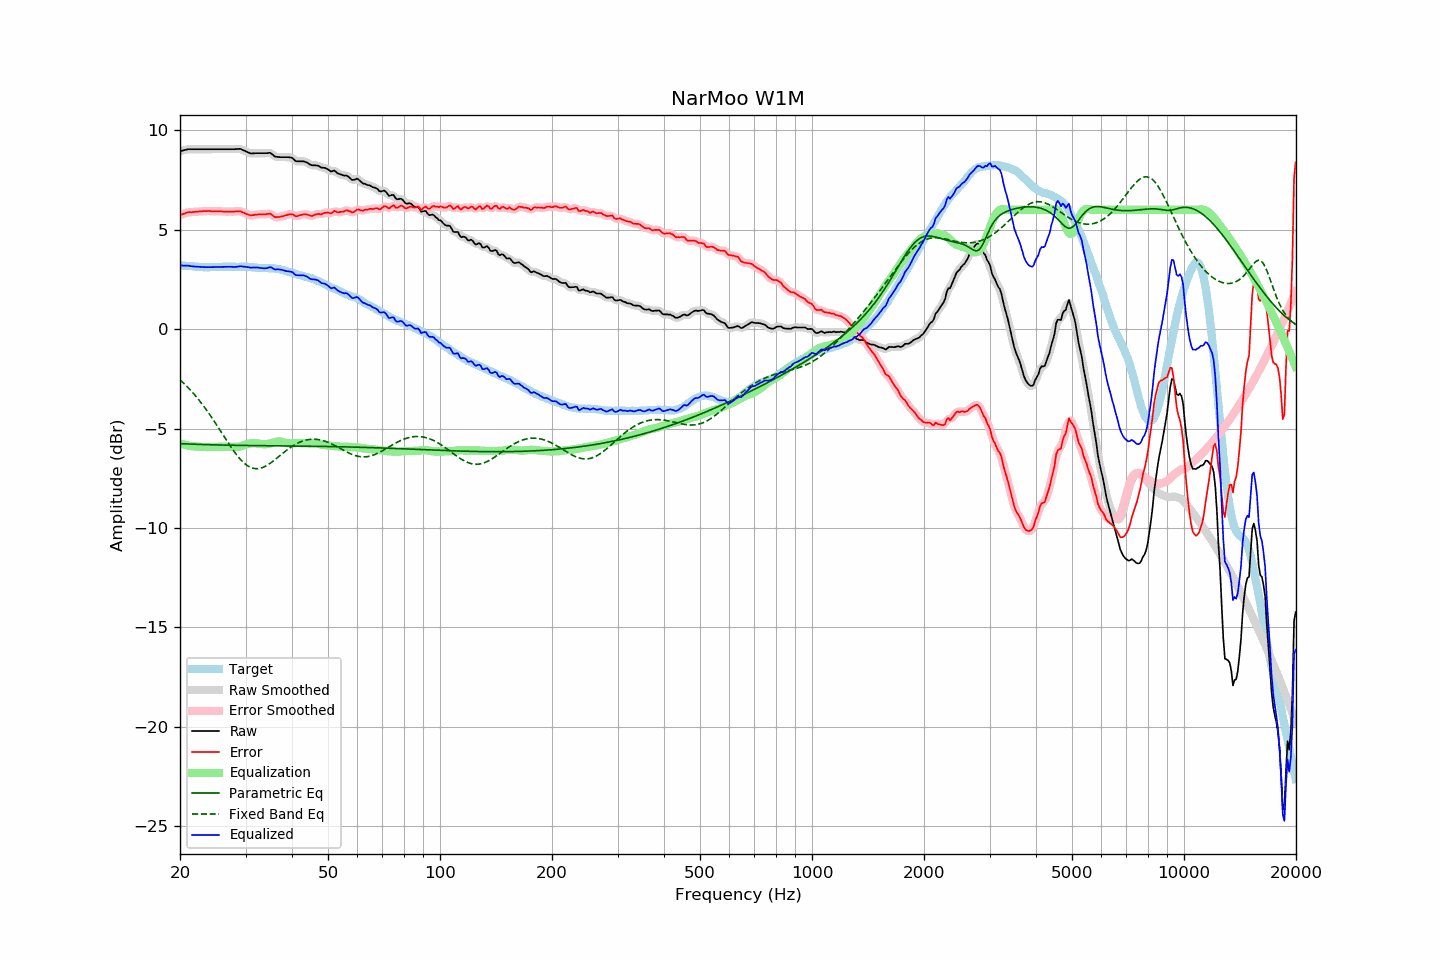 NarMoo W1M
10
5
0
−5
−10
−15
−20
−25
Amplitude (dBr)
Target
Raw Smoothed
Error Smoothed
Raw
Error
Equalization
Parametric Eq
Fixed Band Eq
Equalized
20 50 100 200 500 1000 2000 5000 10000 20000
Frequency (Hz)